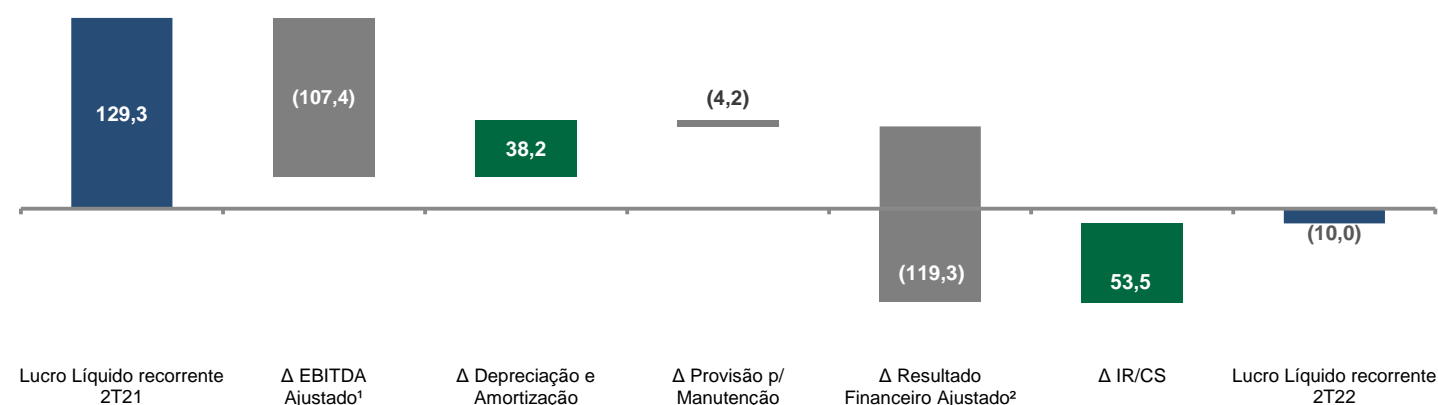 129,3
(107,4)
38,2
(4,2)
(119,3)
53,5
(10,0)
Lucro Líquido recorrente
2T21
Δ EBITDA
Ajustado¹
Δ Depreciação e
Amortização
Δ Provisão p/
Manutenção
Δ Resultado
Financeiro Ajustado²
Δ IR/CS
Lucro Líquido recorrente
2T22